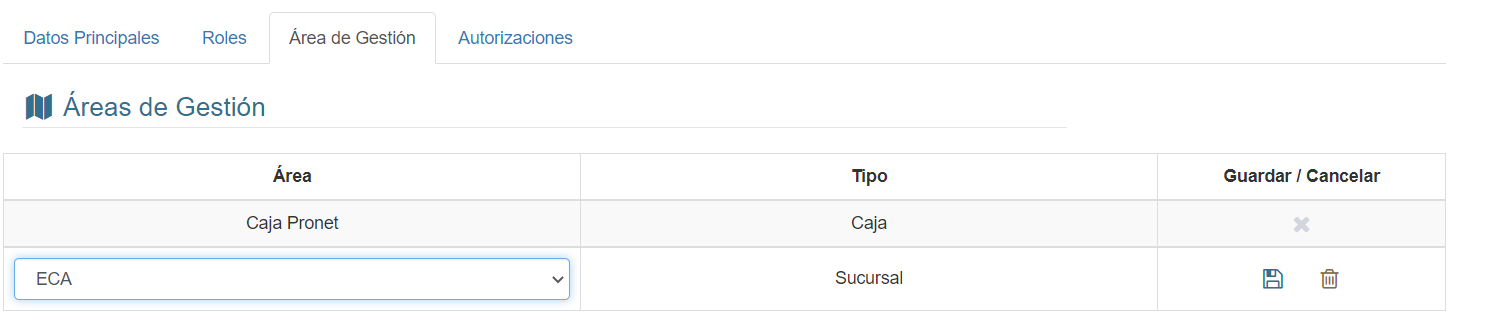 Datos Principales Roles Área de Gestión Autorizaciones
Áreas de Gestión
Área Tipo Guardar / Cancelar
Caja Pronet Caja
ECA Sucursal